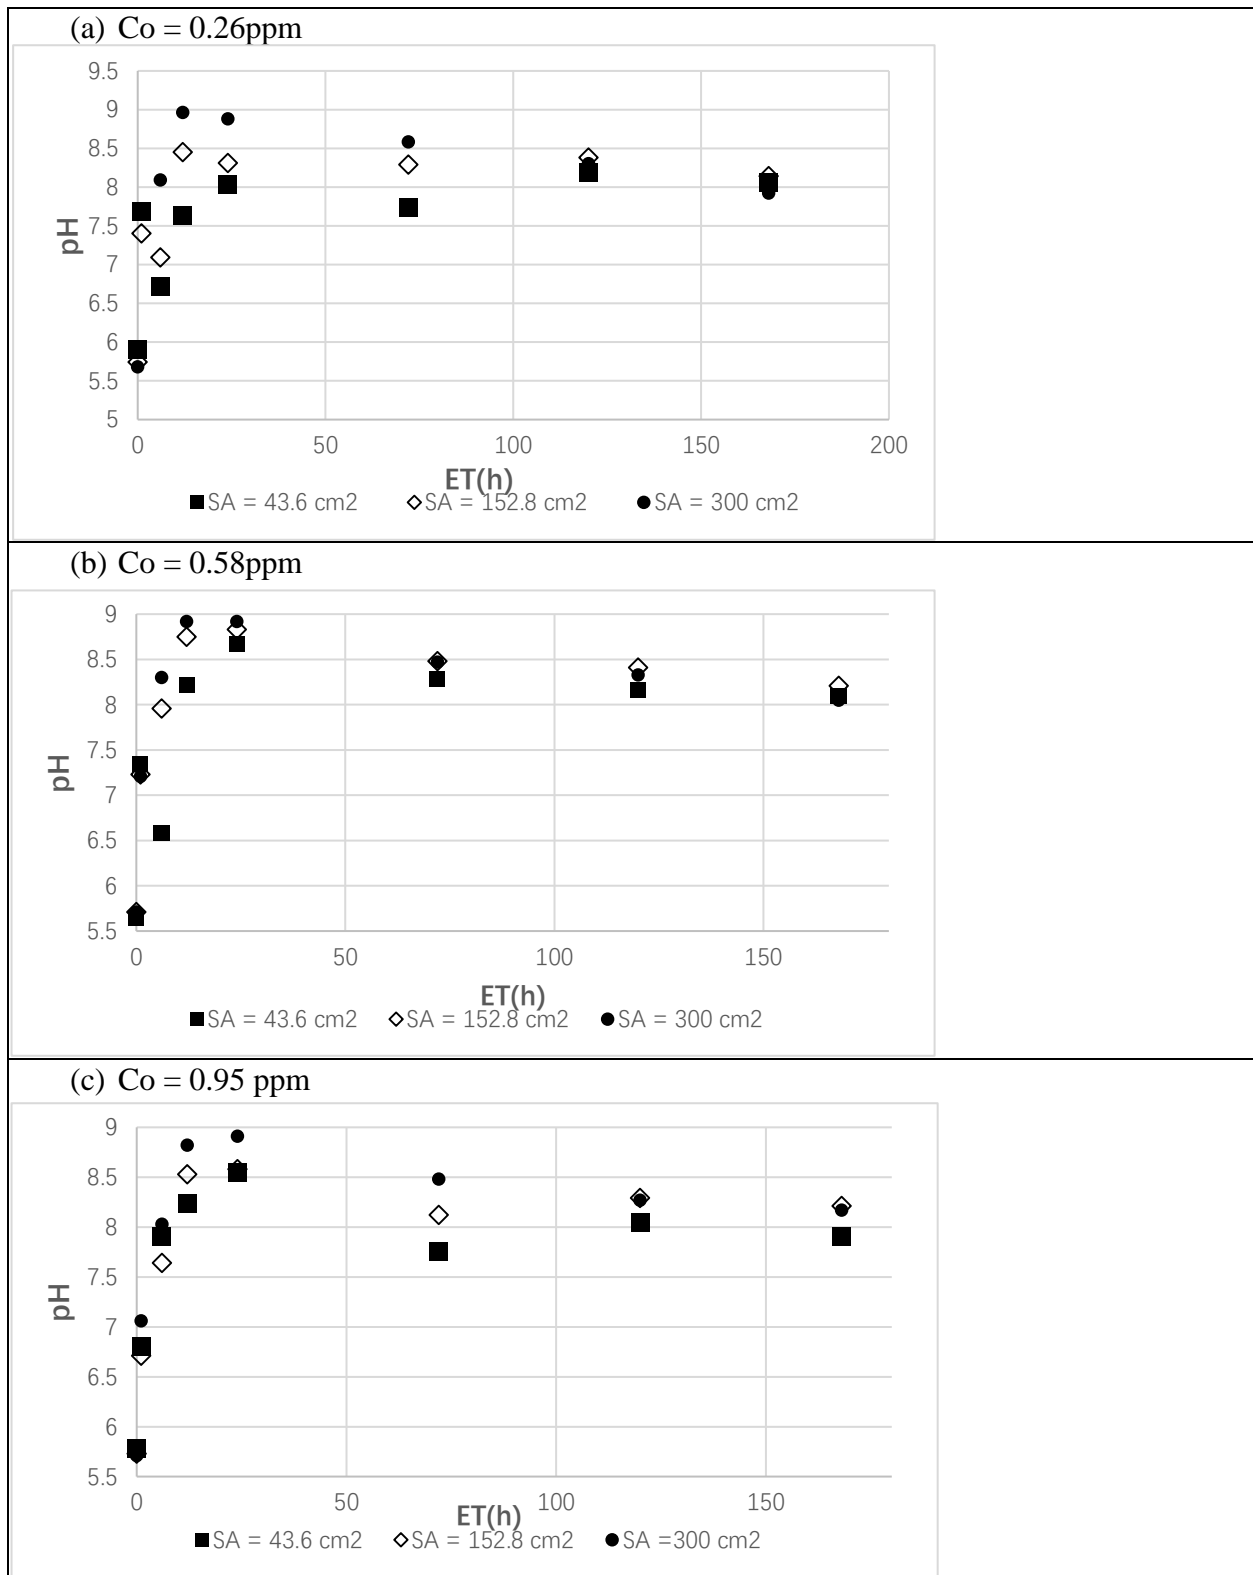 (a) Co = 0.26ppm
9.5
9
8.5
8
7.5
7
6.5
6
5.5
5
pH
0 50 100 150 200
ET(h)
SA = 43.6 cm2 SA = 152.8 cm2 SA = 300 cm2
(b) Co = 0.58ppm
9
8.5
8
7.5
7
6.5
6
5.5
pH
0 50 100 150
ET(h)
SA = 43.6 cm2 SA = 152.8 cm2 SA = 300 cm2
(c) Co = 0.95 ppm
9
8.5
8
7.5
7
6.5
6
5.5
pH
0 50 100 150
ET(h)
SA = 43.6 cm2 SA = 152.8 cm2 SA =300 cm2